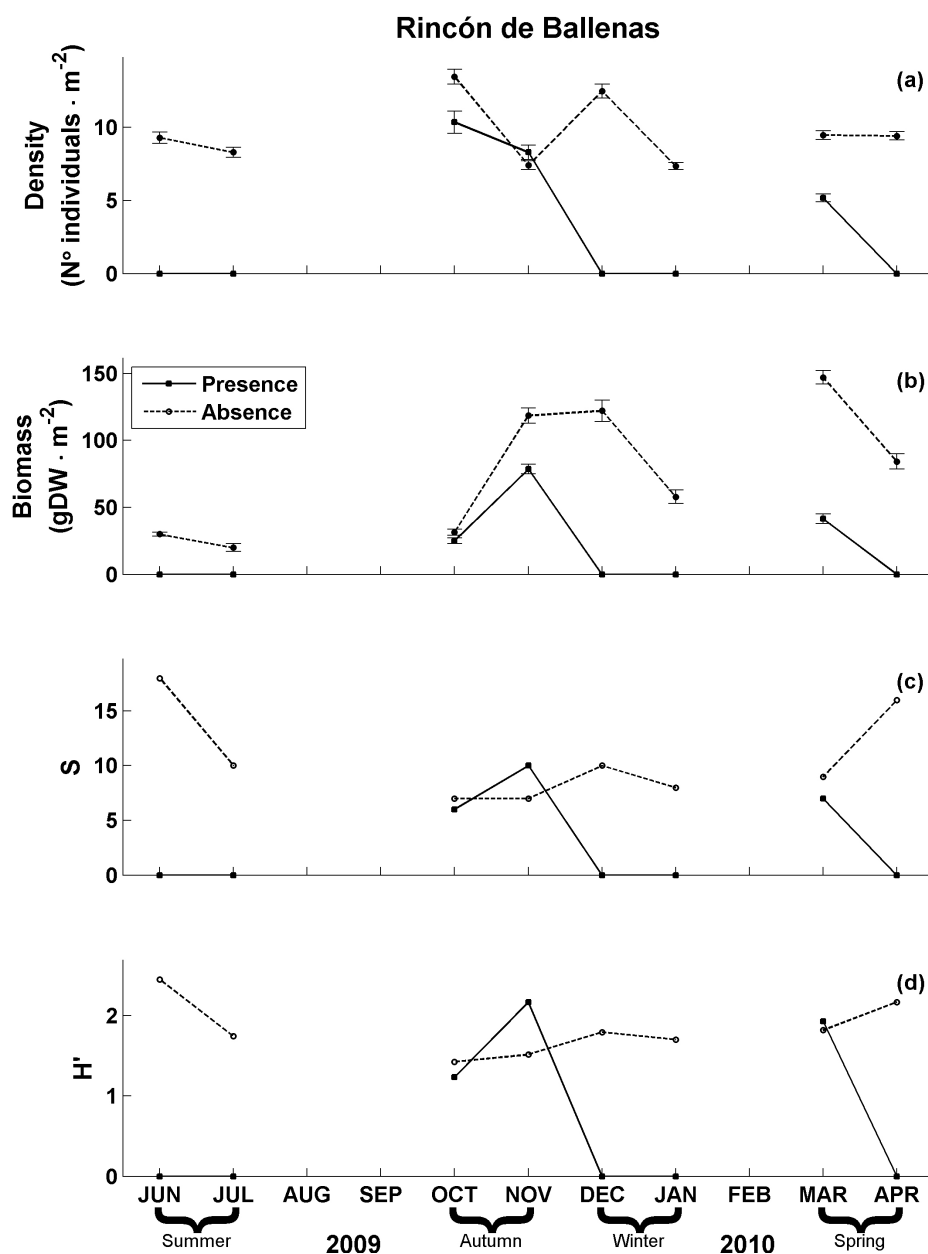 Rincón de Ballenas
(a)
Density
(Nº individuals · m-2)
10
5
0
(b)
Biomass
(gDW · m-2)
150
100
50
0
Presence
Absence
(c)
S
15
10
5
0
(d)
H'
2
1
0
JUN JUL AUG SEP OCT NOV DEC JAN FEB MAR APR
Summer 2009 Autumn Winter 2010 Spring